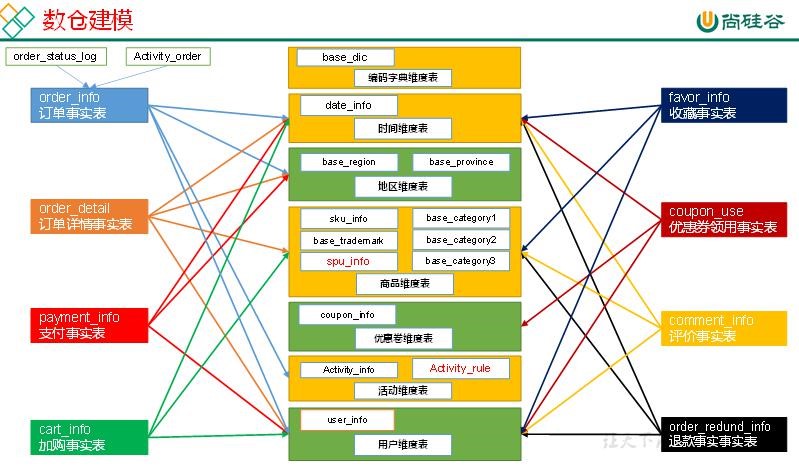 数仓建模
尚硅谷
order_status_log
Activity_order
order_info
订单事实表
order_detail
订单详情事实表
payment_info
支付事实表
cart_info
加购事实表
base_dic
编码字典维度表
date_info
时间维度表
base_region
base_province
地区维度表
sku_info
base_category1
base_trademark
base_category2
spu_info
base_category3
商品维度表
coupon_info
优惠卷维度表
Activity_info
Activity_rule
活动维度表
user_info
用户维度表
favor_info
收藏事实表
coupon_use
优惠券领用事实表
comment_info
评价事实表
order_redund_info
退款事实事实表
让天下